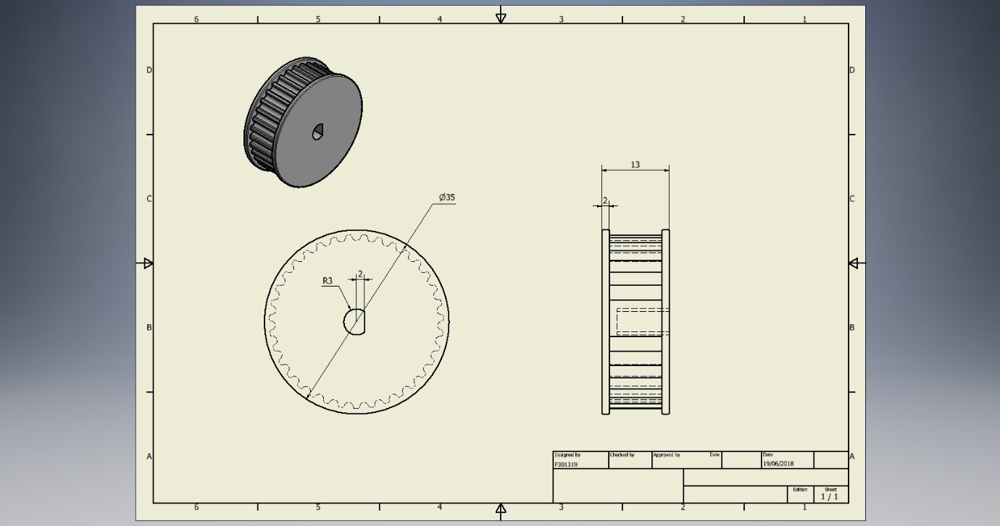 6 5 4 3 2 1
D D
13
C 2 C
Ø35
2
R3
B B
A A
Designed by Checked by Approved by Date Date
P301319 19/06/2018
Edition Sheet
1 / 1
6 5 4 3 2 1